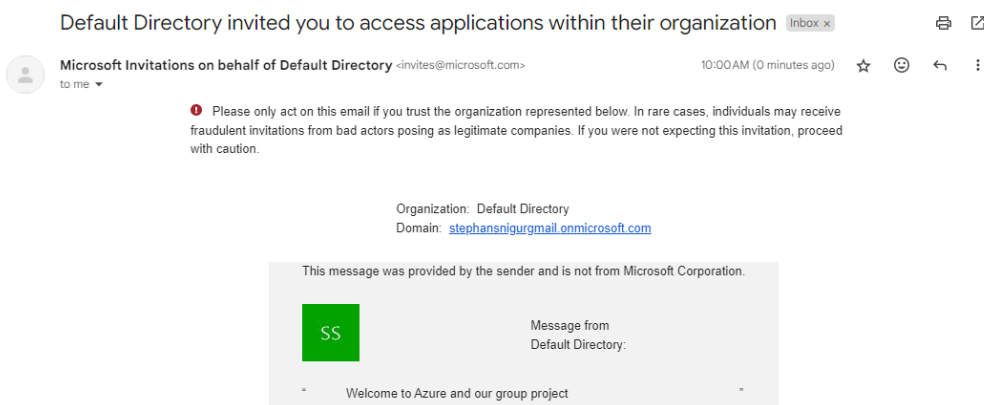 Default Directory invited you to access applications within their organization Inbox ×
Microsoft Invitations on behalf of Default Directory <invites@microsoft.com> 10:00 AM (0 minutes ago)
to me
Please only act on this email if you trust the organization represented below. In rare cases, individuals may receive
fraudulent invitations from bad actors posing as legitimate companies. If you were not expecting this invitation, proceed
with caution.
Organization: Default Directory
Domain: stephansnigurgmail.onmicrosoft.com
This message was provided by the sender and is not from Microsoft Corporation.
SS
Message from
Default Directory:
“ Welcome to Azure and our group project ”